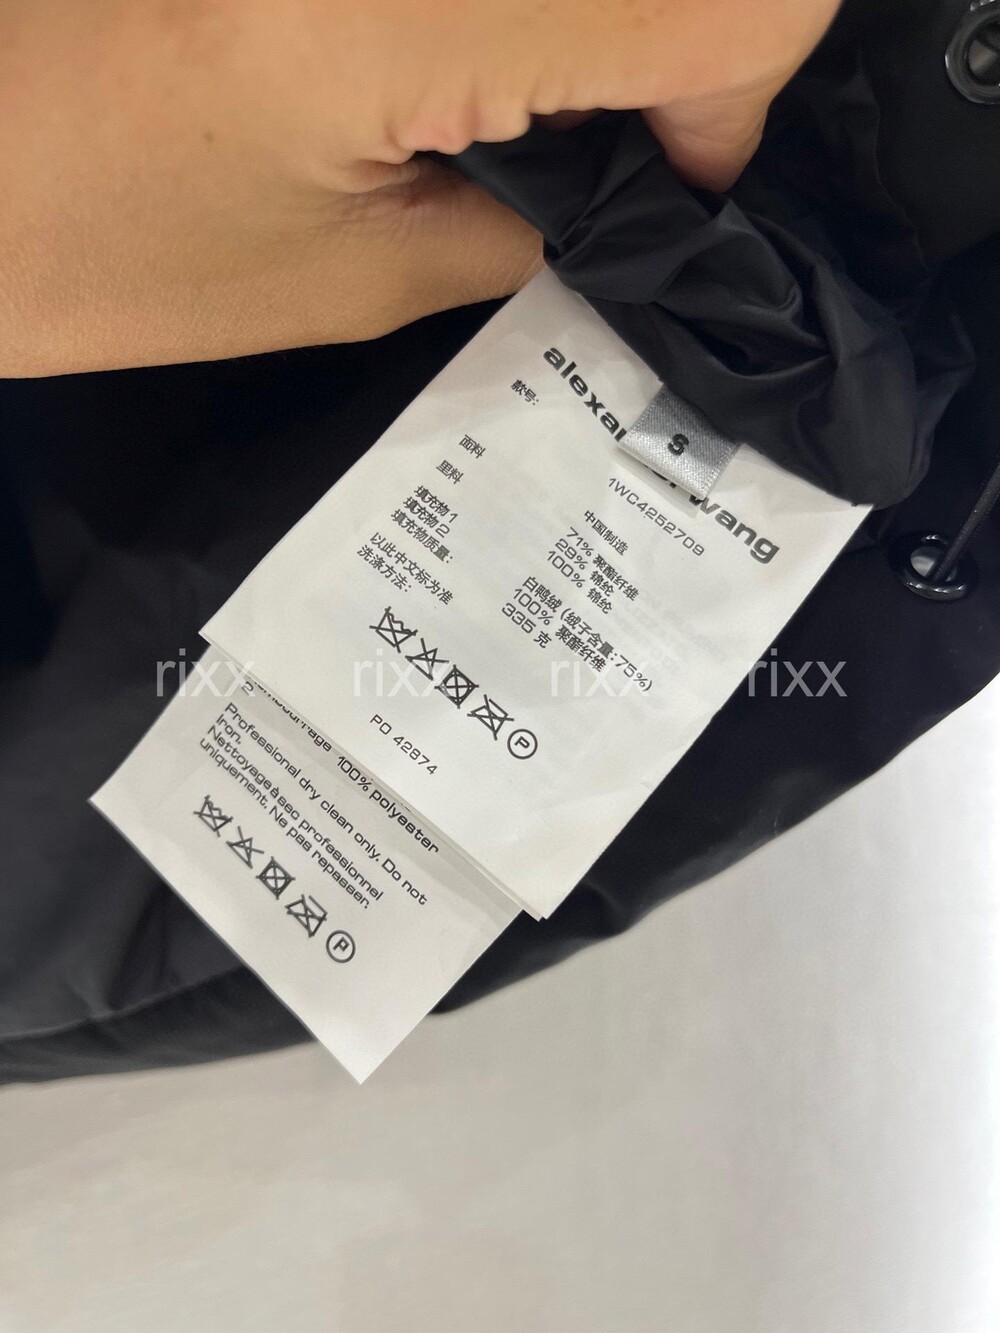 alexander wang
S
款号: 1WC4252709
中国制造
面料 71% 聚酯纤维
29% 锦纶
里料 100% 锦纶
填充物1 白鸭绒 (绒子含量:75%)
填充物2 100% 聚酯纤维
填充物质量: 335 克
以此中文标为准
洗涤方法:
P
PO 42874
rixx rixx rixx rixx
2 100% polyester
Professional dry clean only. Do not
Iron.
Nettoyage à sec professionnel
uniquement. Ne pas repasser.
P